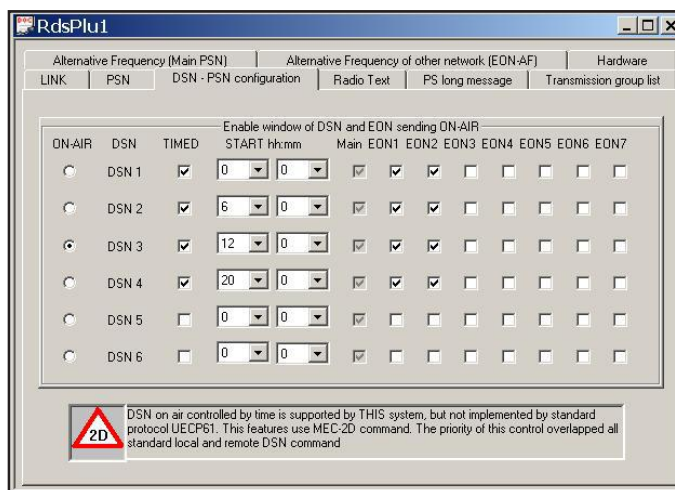 RdsPlu1
Alternative Frequency (Main PSN) Alternative Frequency of other network (EON-AF) Hardware
LINK PSN DSN - PSN configuration Radio Text PS long message Transmission group list
Enable window of DSN and EON sending ON-AIR
ON-AIR DSN TIMED START hh:mm Main EON1 EON2 EON3 EON4 EON5 EON6 EON7
DSN 1 0 0
DSN 2 6 0
DSN 3 12 0
DSN 4 20 0
DSN 5 0 0
DSN 6 0 0
2D
DSN on air controlled by time is supported by THIS system, but not implemented by standard
protocol UECP61. This features use MEC-2D command. The priority of this control overlapped all
standard local and remote DSN command